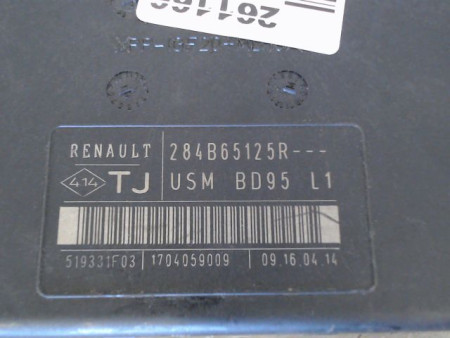 261166
RENAULT 284B65125R---
414 TJ USM BD95 L1
519331F03 1704059009 09.16.04.14